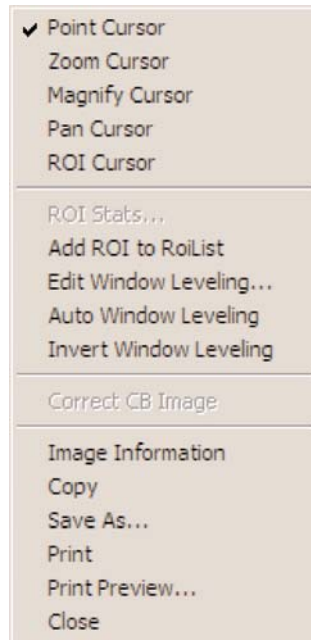 Point Cursor
Zoom Cursor
Magnify Cursor
Pan Cursor
ROI Cursor
ROI Stats...
Add ROI to RoiList
Edit Window Leveling...
Auto Window Leveling
Invert Window Leveling
Correct CB Image
Image Information
Copy
Save As...
Print
Print Preview...
Close